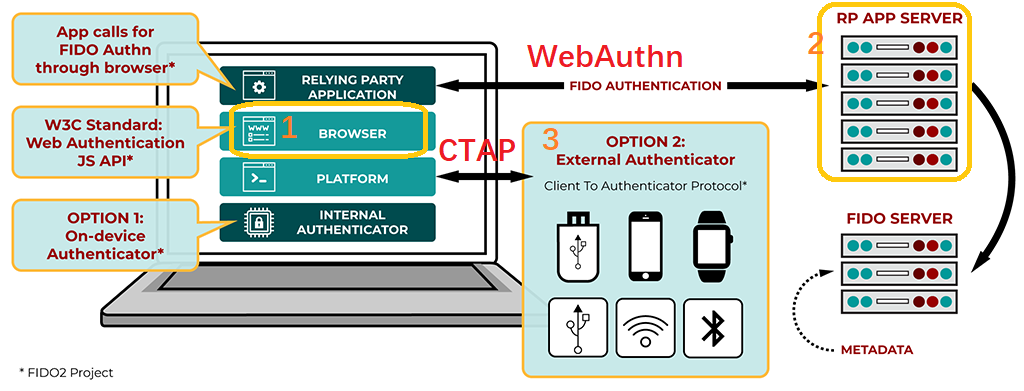 App calls for
FIDO Authn
through browser*
W3C Standard:
Web Authentication
JS API*
OPTION 1:
On-device
Authenticator*
RELYING PARTY
APPLICATION
WWW
1
BROWSER
>_
PLATFORM
INTERNAL
AUTHENTICATOR
WebAuthn
FIDO AUTHENTICATION
CTAP
3
OPTION 2:
External Authenticator
Client To Authenticator Protocol*
RP APP SERVER
2
FIDO SERVER
METADATA
* FIDO2 Project